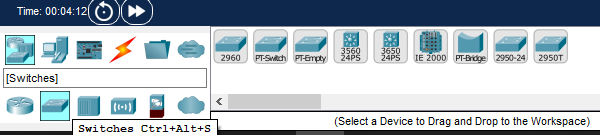 Time: 00:04:12
2960
PT-Switch
PT-Empty
3560
24PS
3650
24PS
IE 2000
PT-Bridge
2950-24
2950T
[Switches]
Switches Ctrl+Alt+S
(Select a Device to Drag and Drop to the Workspace)